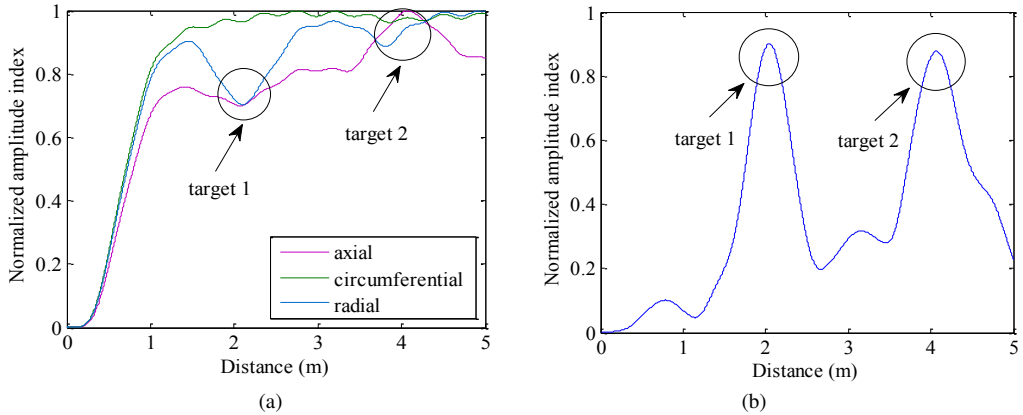 Normalized amplitude index
1
0.8
0.6
0.4
0.2
0
0
1
2
3
4
5
Distance (m)
target 1
target 2
axial
circumferential
radial
(a)
Normalized amplitude index
1
0.8
0.6
0.4
0.2
0
0
1
2
3
4
5
Distance (m)
target 1
target 2
(b)